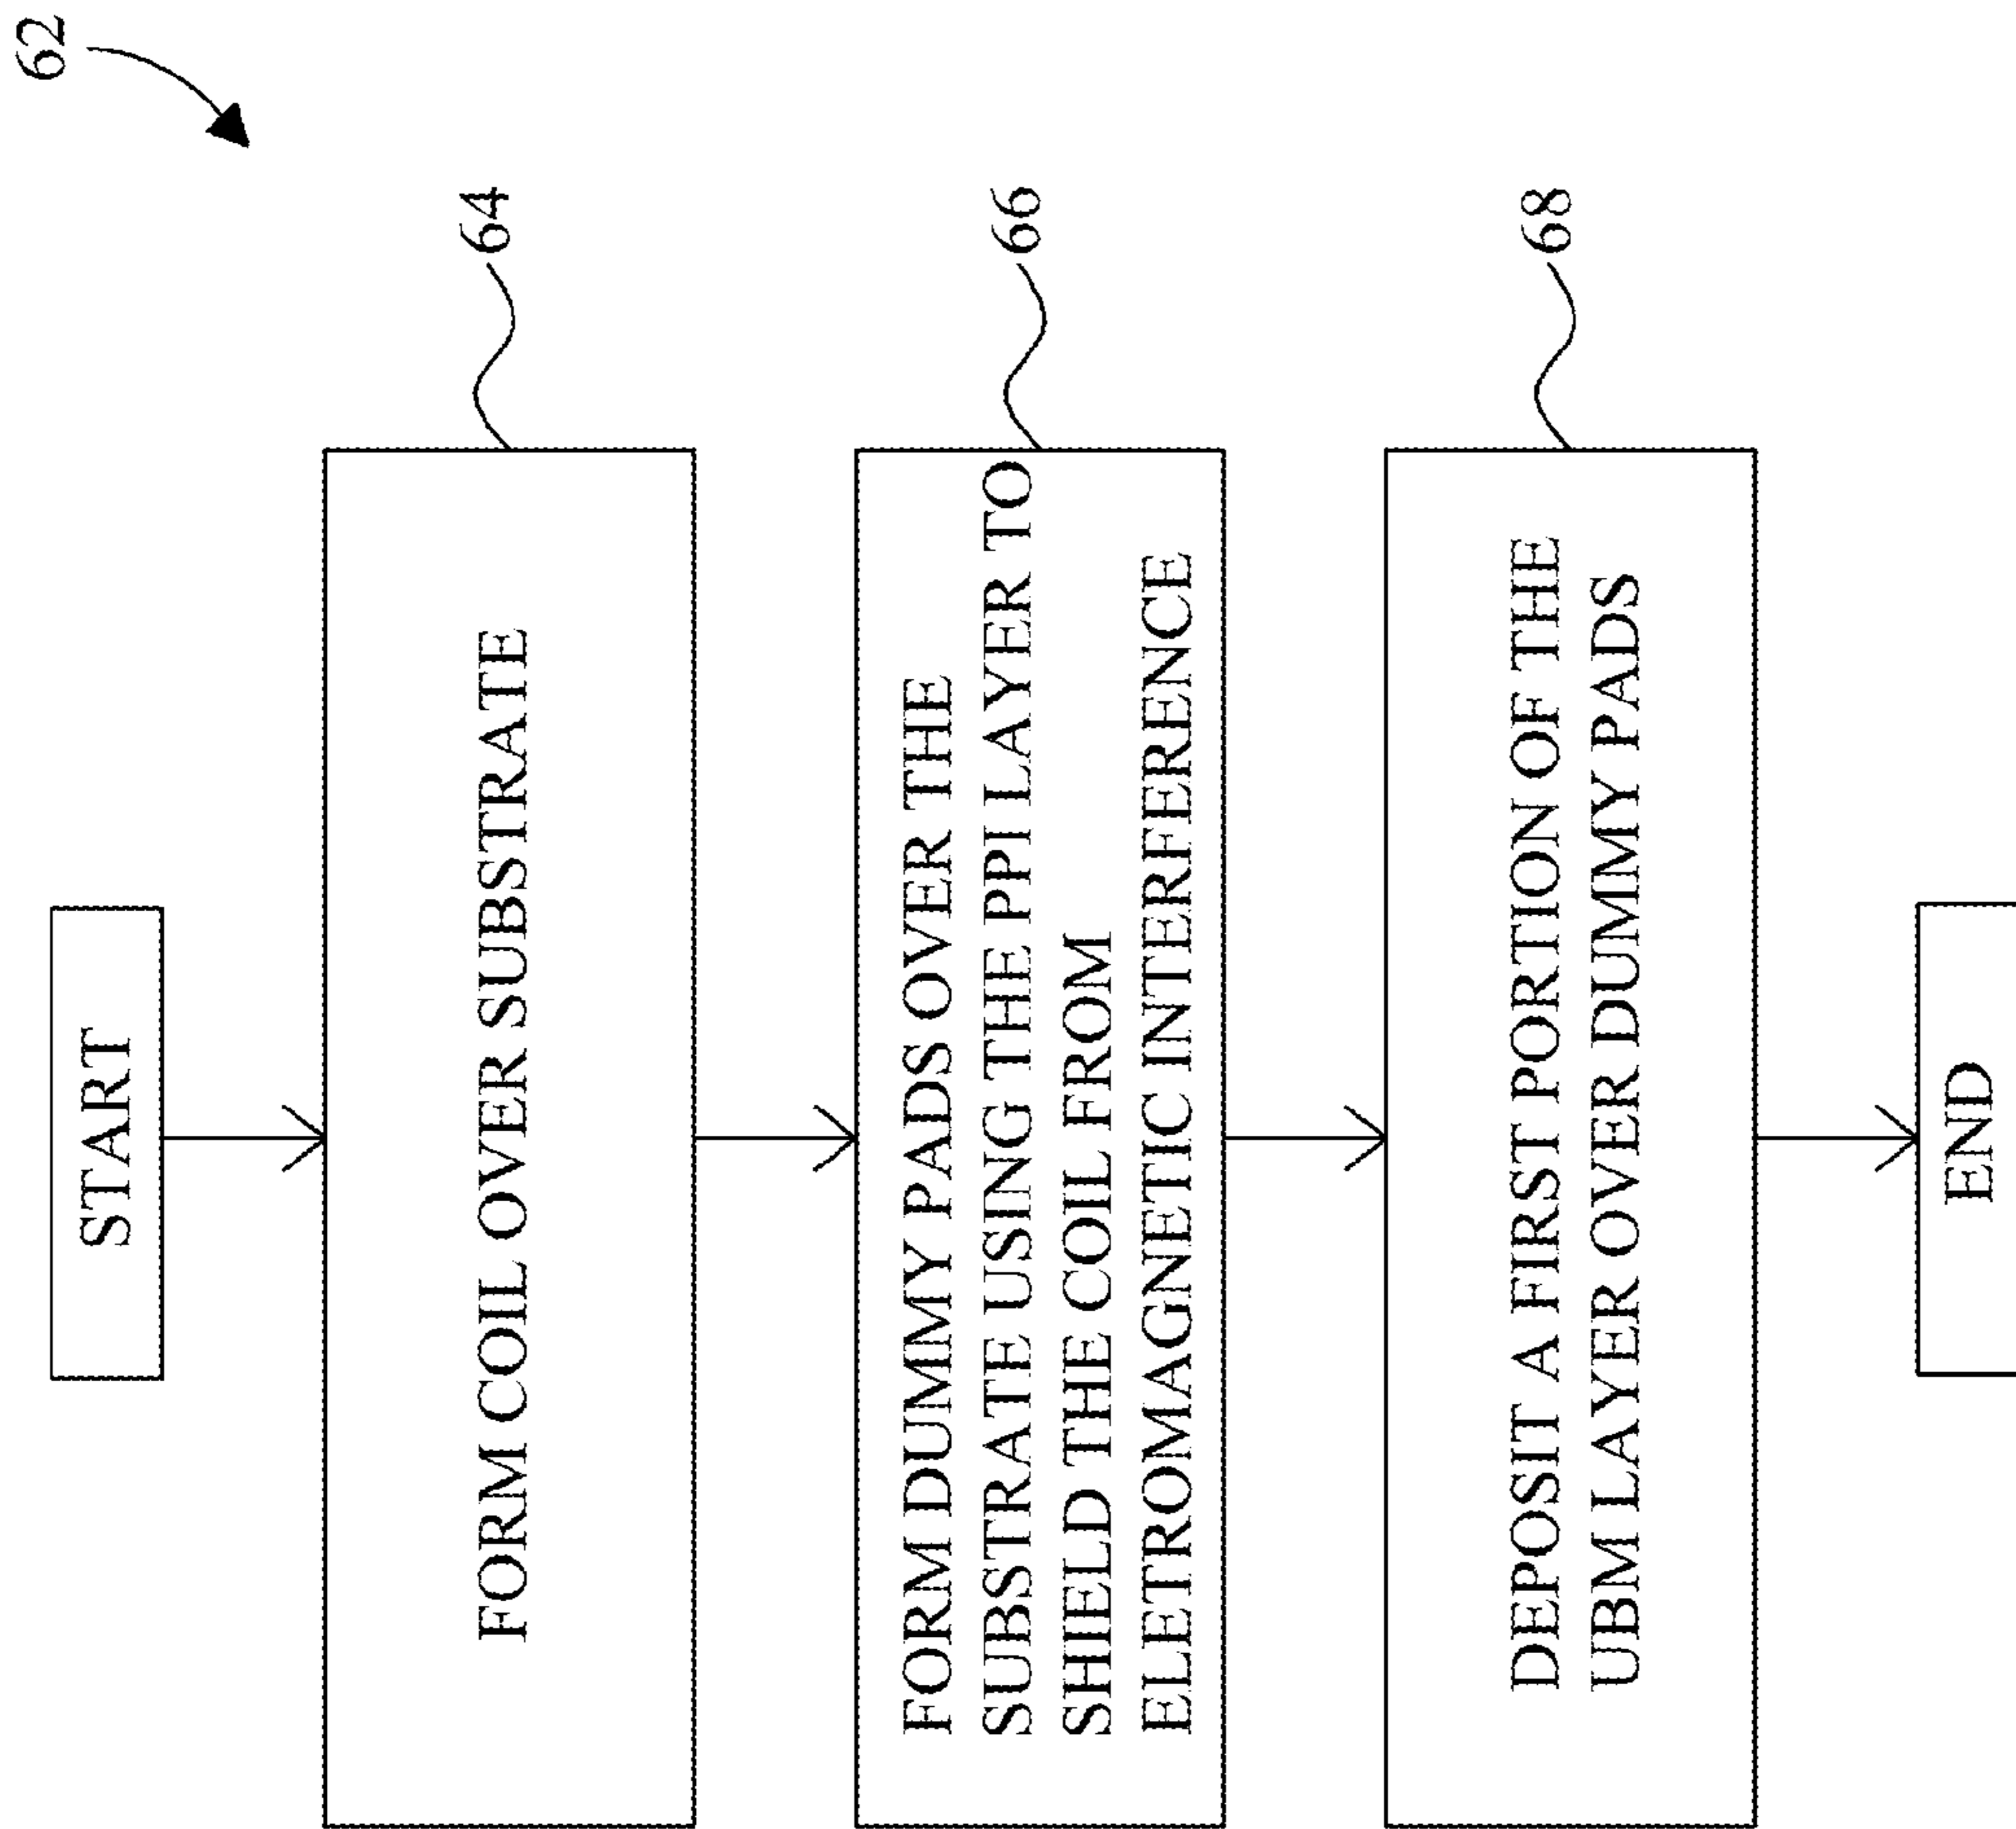 62
START
FORM COIL OVER SUBSTRATE
64
FORM DUMMY PADS OVER THE
SUBSTRATE USING THE PPI LAYER TO
SHIELD THE COIL FROM
ELETROMAGNETIC INTERFERENCE
66
DEPOSIT A FIRST PORTION OF THE
UBM LAYER OVER DUMMY PADS
68
END